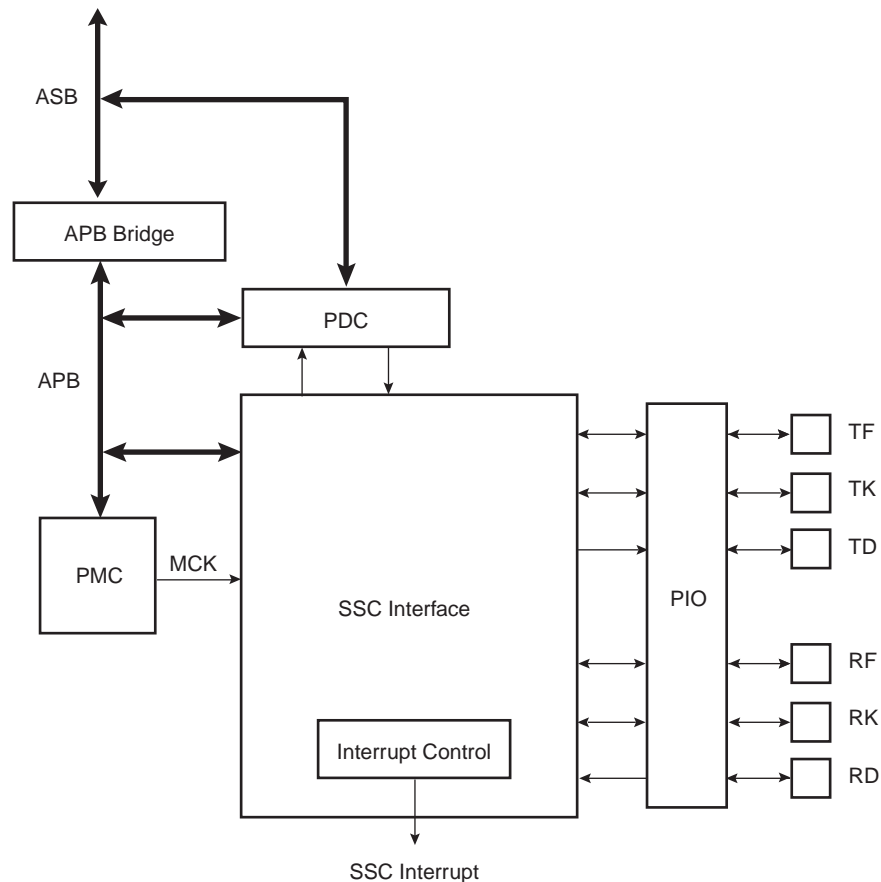 ASB
APB Bridge
PDC
APB
TF
TK
TD
PMC
MCK
SSC Interface
PIO
RF
RK
RD
Interrupt Control
SSC Interrupt